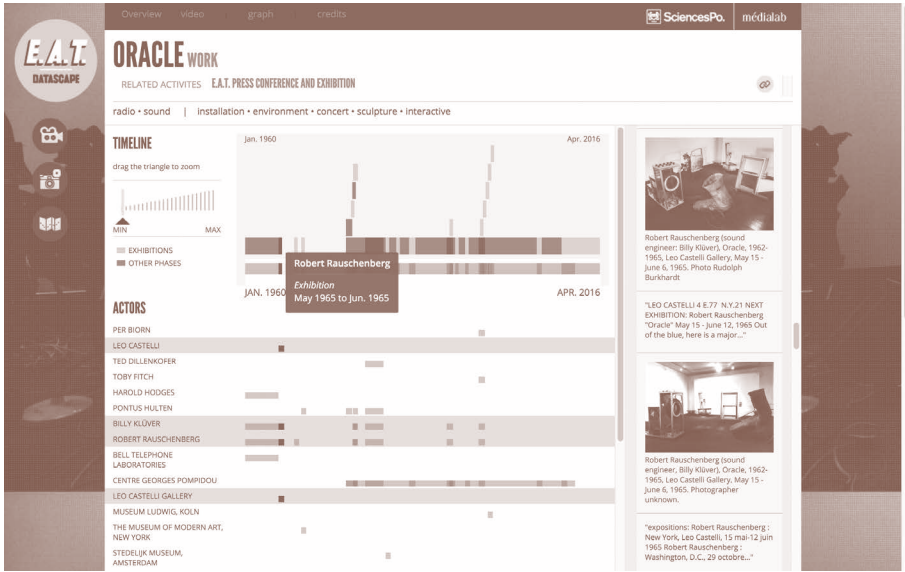 Overview video graph credits
SciencesPo. médialab
E.A.T.
DATASCAPE
ORACLE WORK
RELATED ACTIVITES E.A.T. PRESS CONFERENCE AND EXHIBITION
radio • sound | installation • environment • concert • sculpture • interactive
TIMELINE
drag the triangle to zoom
MIN MAX
EXHIBITIONS
OTHER PHASES
Jan. 1960 Apr. 2016
Robert Rauschenberg
Exhibition
May 1965 to Jun. 1965
JAN. 1960 APR. 2016
ACTORS
PER BIORN
LEO CASTELLI
TED DILLENKOFER
TOBY FITCH
HAROLD HODGES
PONTUS HULTEN
BILLY KLÜVER
ROBERT RAUSCHENBERG
BELL TELEPHONE
LABORATORIES
CENTRE GEORGES POMPIDOU
LEO CASTELLI GALLERY
MUSEUM LUDWIG, KOLN
THE MUSEUM OF MODERN ART,
NEW YORK
STEDELIJK MUSEUM,
AMSTERDAM
Robert Rauschenberg (sound
engineer: Billy Klüver), Oracle, 1962-
1965, Leo Castelli Gallery, May 15 -
June 6, 1965. Photo Rudolph
Burkhardt
"LEO CASTELLI 4 E.77 N.Y.21 NEXT
EXHIBITION: Robert Rauschenberg
"Oracle" May 15 - June 12, 1965 Out
of the blue, here is a major..."
Robert Rauschenberg (sound
engineer, Billy Klüver), Oracle, 1962-
1965, Leo Castelli Gallery, May 15 -
June 6, 1965. Photographer
unknown.
"expositions: Robert Rauschenberg :
New York, Leo Castelli, 15 mai-12 juin
1965 Robert Rauschenberg :
Washington, D.C., 29 octobre..."